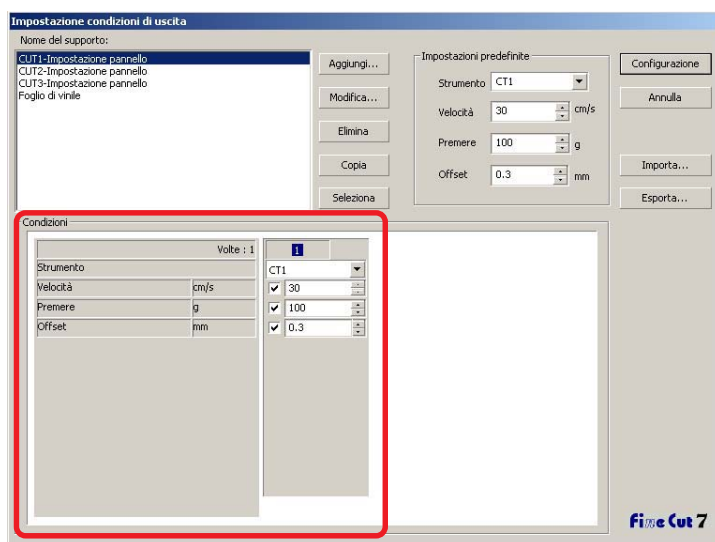 Impostazione condizioni di uscita
Nome del supporto:
CUT1-Impostazione pannello
CUT2-Impostazione pannello
CUT3-Impostazione pannello
Foglio di vinile
Aggiungi...
Modifica...
Elimina
Copia
Seleziona
Impostazioni predefinite
Strumento CT1
Velocità 30 cm/s
Premere 100 g
Offset 0.3 mm
Configurazione
Annulla
Importa...
Esporta...
Condizioni
Volte : 1 1
Strumento CT1
Velocità cm/s 30
Premere g 100
Offset mm 0.3
Fine Cut 7